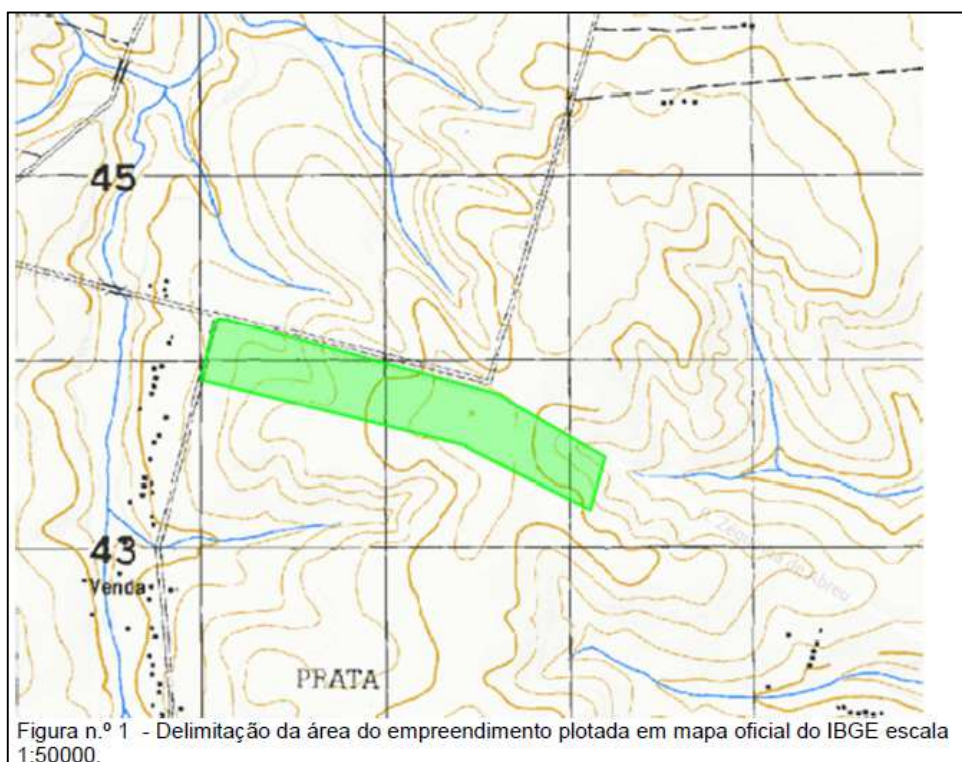 45
43
Venda
PRATA
Figura n.º 1 - Delimitação da área do empreendimento plotada em mapa oficial do IBGE escala
1:50000.